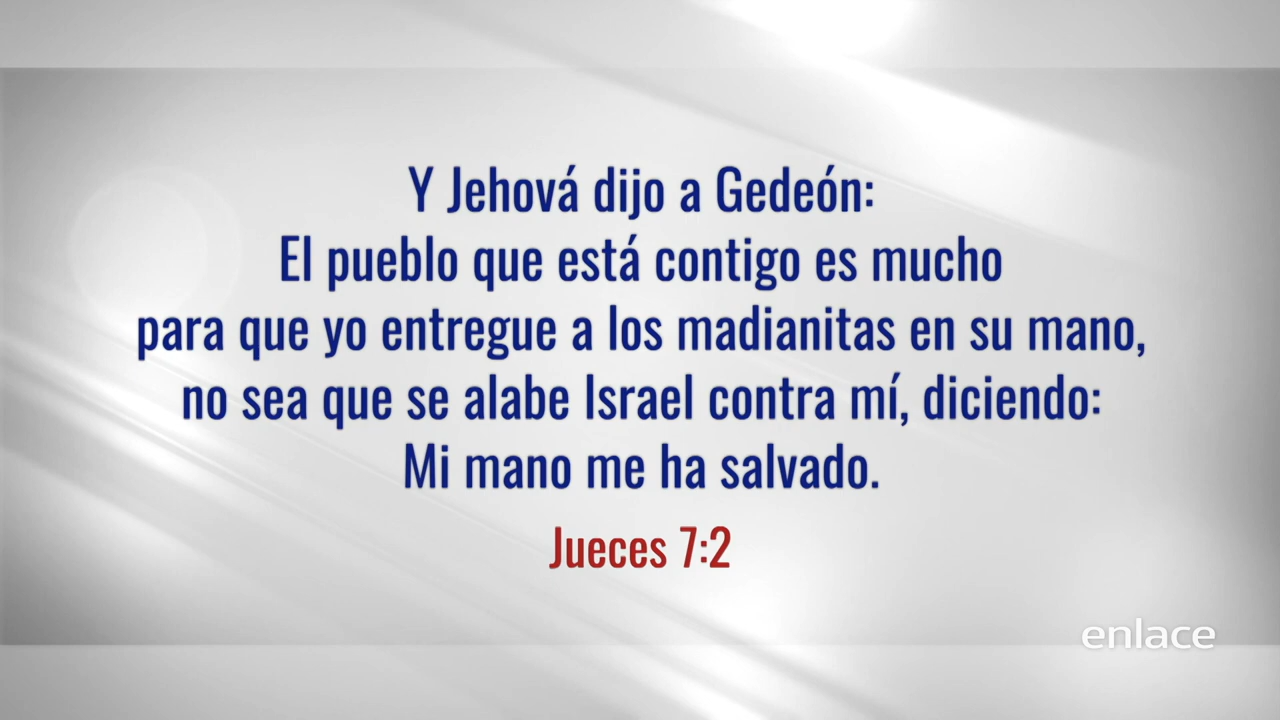 Y Jehová dijo a Gedeón:
El pueblo que está contigo es mucho
para que yo entregue a los madianitas en su mano,
no sea que se alabe Israel contra mí, diciendo:
Mi mano me ha salvado.
Jueces 7:2
enlace